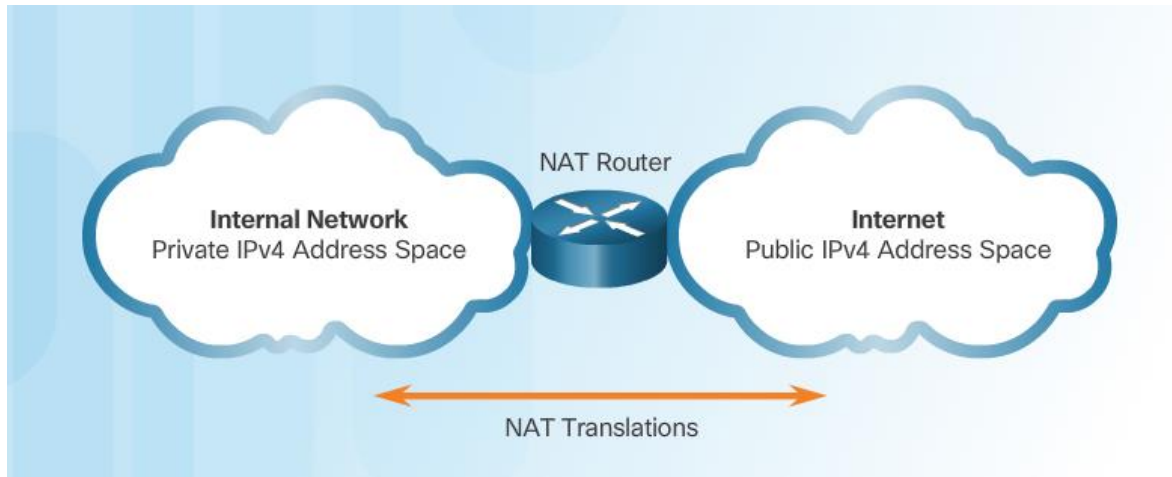 NAT Router
Internal Network
Private IPv4 Address Space
Internet
Public IPv4 Address Space
NAT Translations